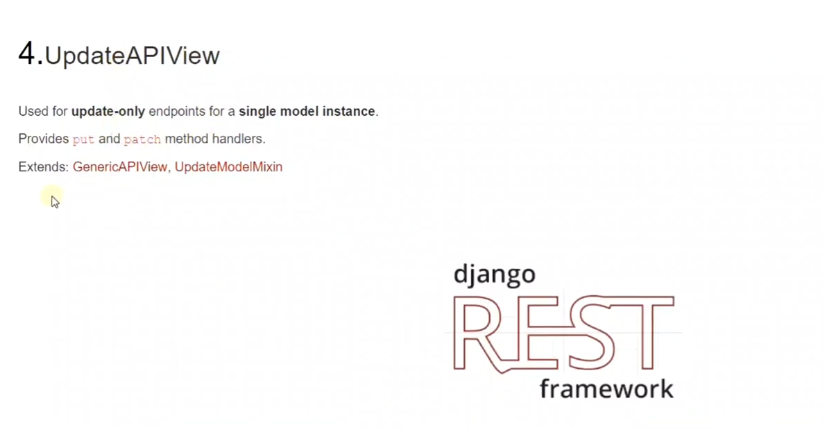 4.UpdateAPIView
Used for update-only endpoints for a single model instance.
Provides put and patch method handlers.
Extends: GenericAPIView, UpdateModelMixin
django
REST
framework